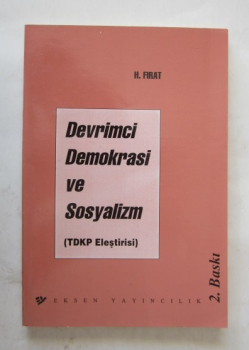 H. FIRAT
Devrimci
Demokrasi
ve
Sosyalizm
(TDKP Eleştirisi)
EKSEN YAYINCILIK
2. Baskı